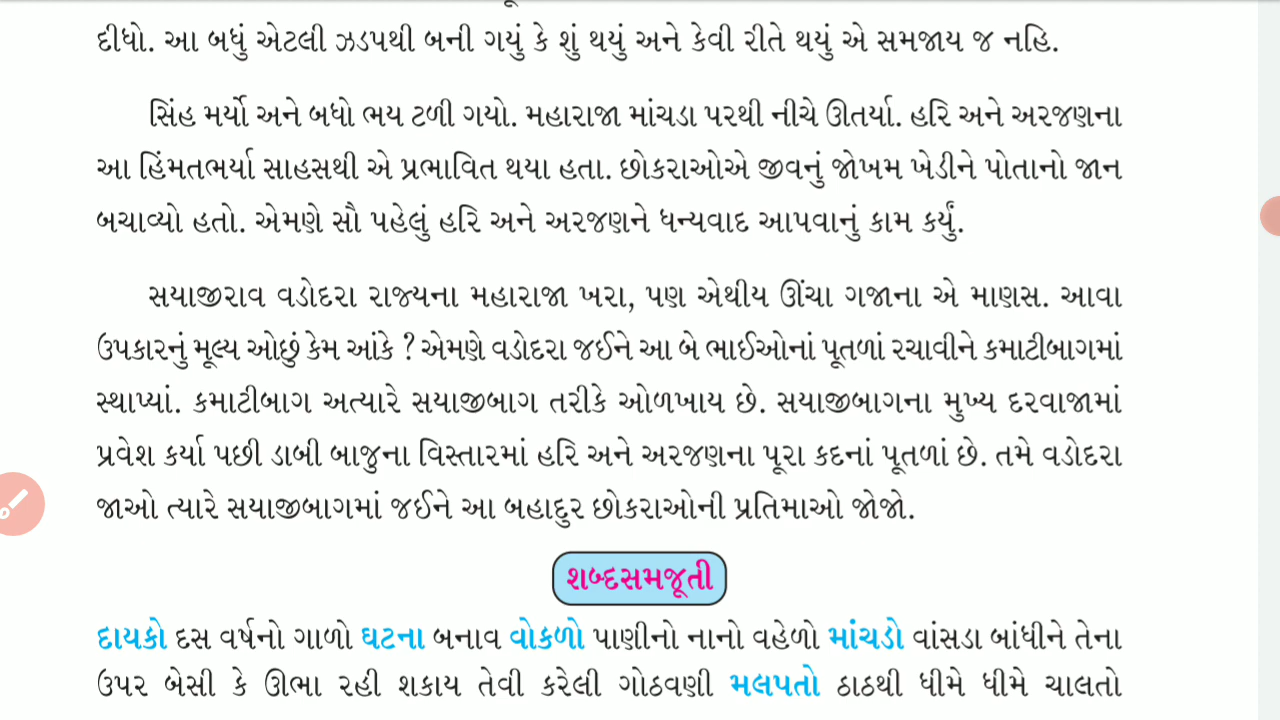 દીધો. આ બધું એટલી ઝડપથી બની ગયું કે શું થયું અને કેવી રીતે થયું એ સમજાય જ નહિ.
સિંહ મર્યો અને બધો ભય ટળી ગયો. મહારાજા માંચડા પરથી નીચે ઊતર્યા. હરિ અને અરજણના
આ હિંમતભર્યા સાહસથી એ પ્રભાવિત થયા હતા. છોકરાઓએ જીવનું જોખમ ખેડીને પોતાનો જાન
બચાવ્યો હતો. એમણે સૌ પહેલું હરિ અને અરજણને ધન્યવાદ આપવાનું કામ કર્યું.
સયાજીરાવ વડોદરા રાજ્યના મહારાજા ખરા, પણ એથીય ઊંચા ગજાના એ માણસ. આવા
ઉપકારનું મૂલ્ય ઓછું કેમ આંકે ? એમણે વડોદરા જઈને આ બે ભાઈઓનાં પૂતળાં રચાવીને કમાટીબાગમાં
સ્થાપ્યાં. કમાટીબાગ અત્યારે સયાજીબાગ તરીકે ઓળખાય છે. સયાજીબાગના મુખ્ય દરવાજામાં
પ્રવેશ કર્યા પછી ડાબી બાજુના વિસ્તારમાં હરિ અને અરજણના પૂરા કદનાં પૂતળાં છે. તમે વડોદરા
જાઓ ત્યારે સયાજીબાગમાં જઈને આ બહાદુર છોકરાઓની પ્રતિમાઓ જોજો.
શબ્દસમજૂતી
દાયકો દસ વર્ષનો ગાળો ઘટના બનાવ વોકળો પાણીનો નાનો વહેળો માંચડો વાંસડા બાંધીને તેના
ઉપર બેસી કે ઊભા રહી શકાય તેવી કરેલી ગોઠવણી મલપતો ઠાઠથી ધીમે ધીમે ચાલતો